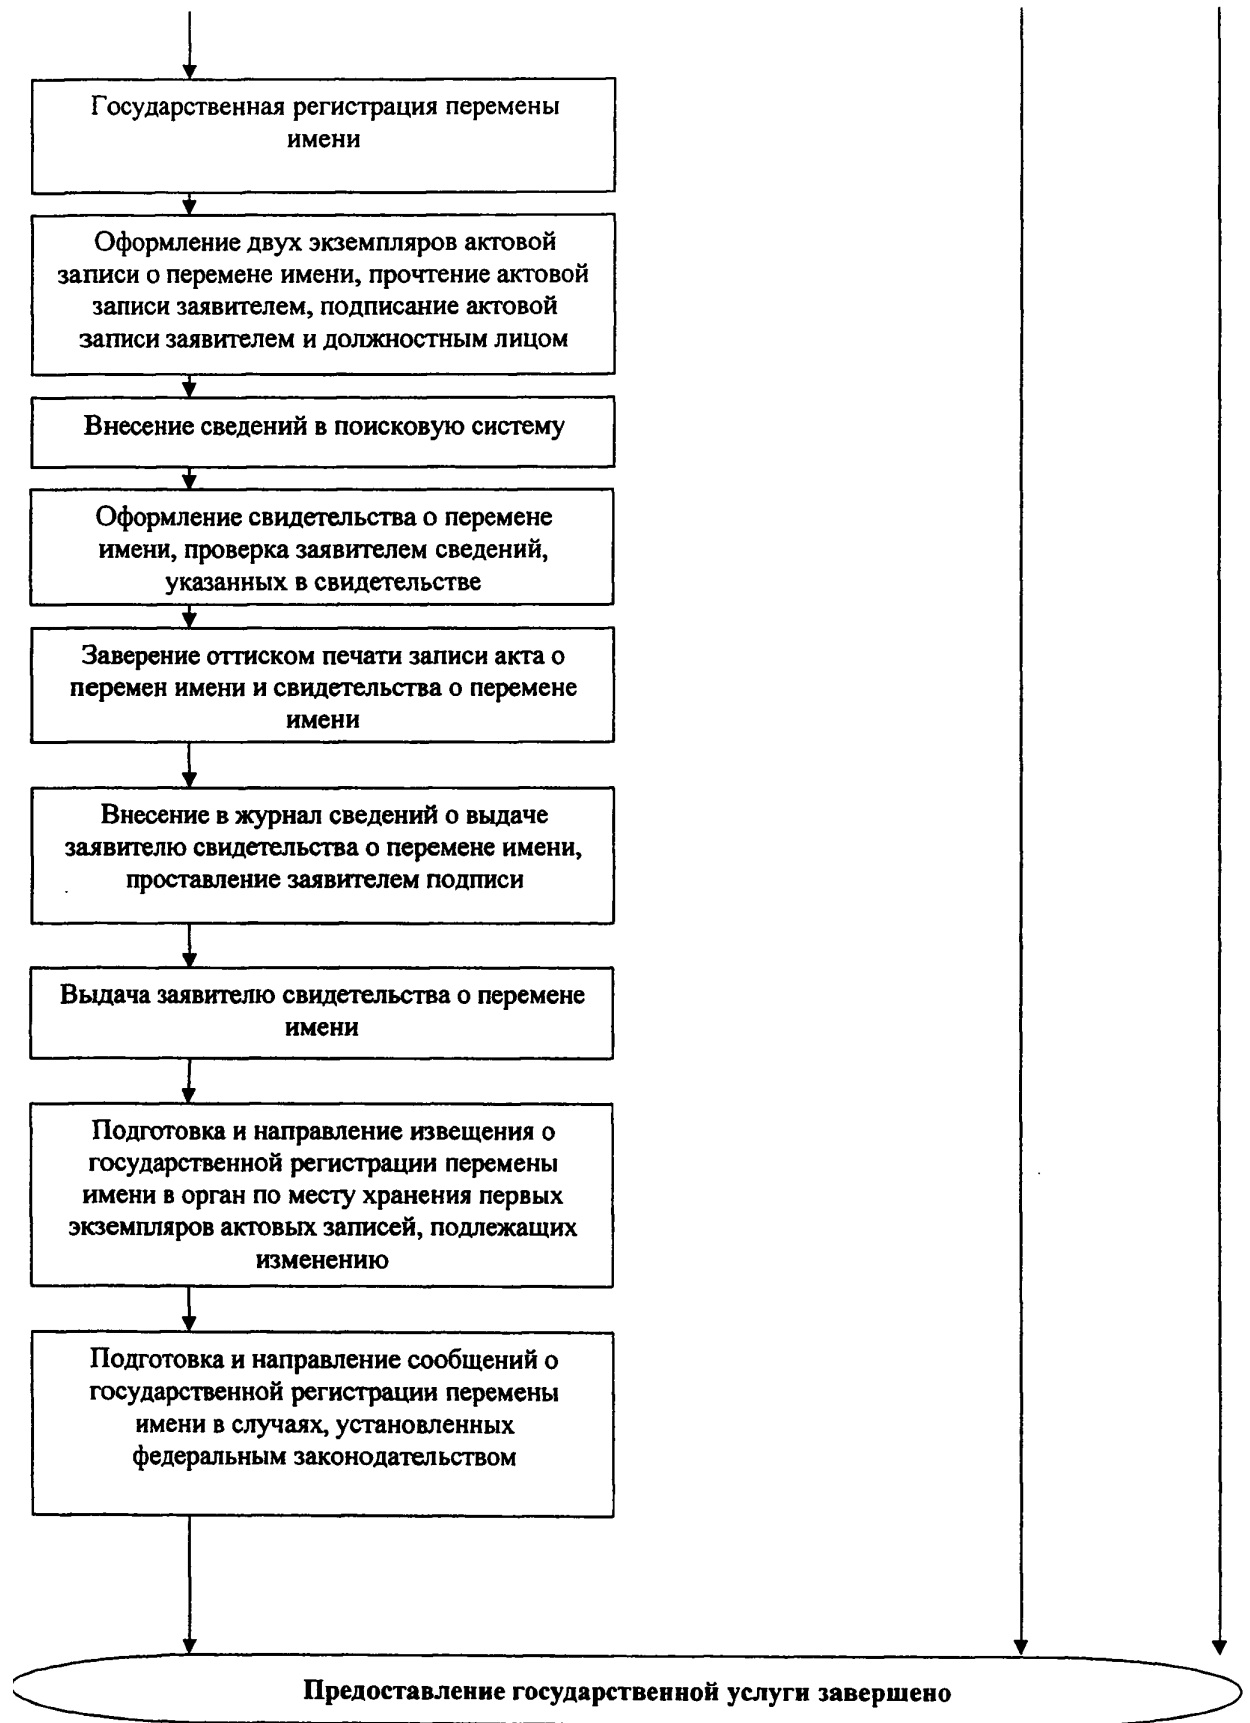 Государственная регистрация перемены
имени
Оформление двух экземпляров актовой
записи о перемене имени, прочтение актовой
записи заявителем, подписание актовой
записи заявителем и должностным лицом
Внесение сведений в поисковую систему
Оформление свидетельства о перемене
имени, проверка заявителем сведений,
указанных в свидетельстве
Заверение оттиском печати записи акта о
перемен имени и свидетельства о перемене
имени
Внесение в журнал сведений о выдаче
заявителю свидетельства о перемене имени,
проставление заявителем подписи
Выдача заявителю свидетельства о перемене
имени
Подготовка и направление извещения о
государственной регистрации перемены
имени в орган по месту хранения первых
экземпляров актовых записей, подлежащих
изменению
Подготовка и направление сообщений о
государственной регистрации перемены
имени в случаях, установленных
федеральным законодательством
Предоставление государственной услуги завершено